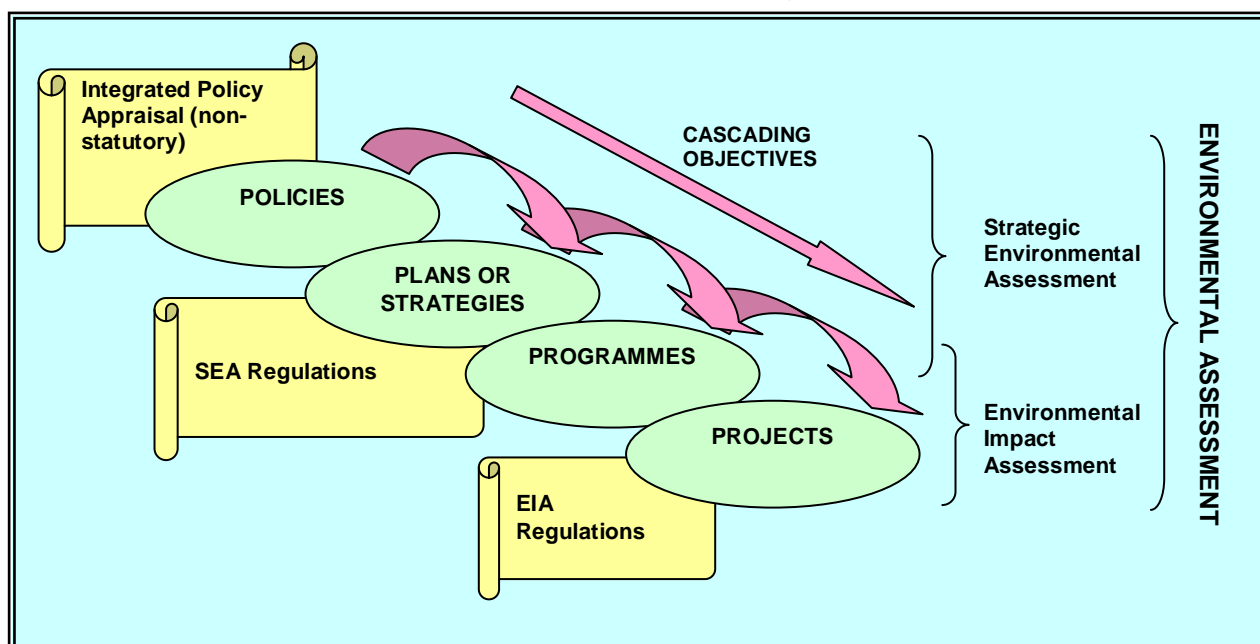 Integrated Policy
Appraisal (non-
statutory)
POLICIES
CASCADING
OBJECTIVES
PLANS OR
STRATEGIES
SEA Regulations
PROGRAMMES
PROJECTS
EIA
Regulations
Strategic
Environmental
Assessment
Environmental
Impact
Assessment
ENVIRONMENTAL ASSESSMENT